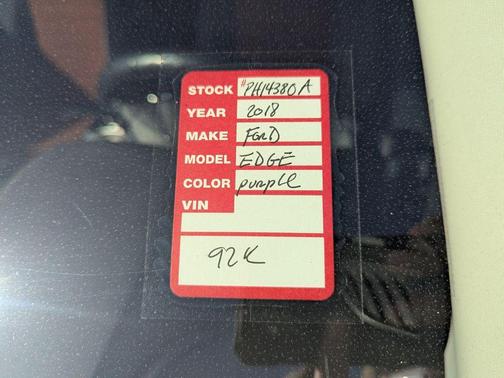 STOCK #PH14380A
YEAR 2018
MAKE FORD
MODEL EDGE
COLOR purple
VIN
92K